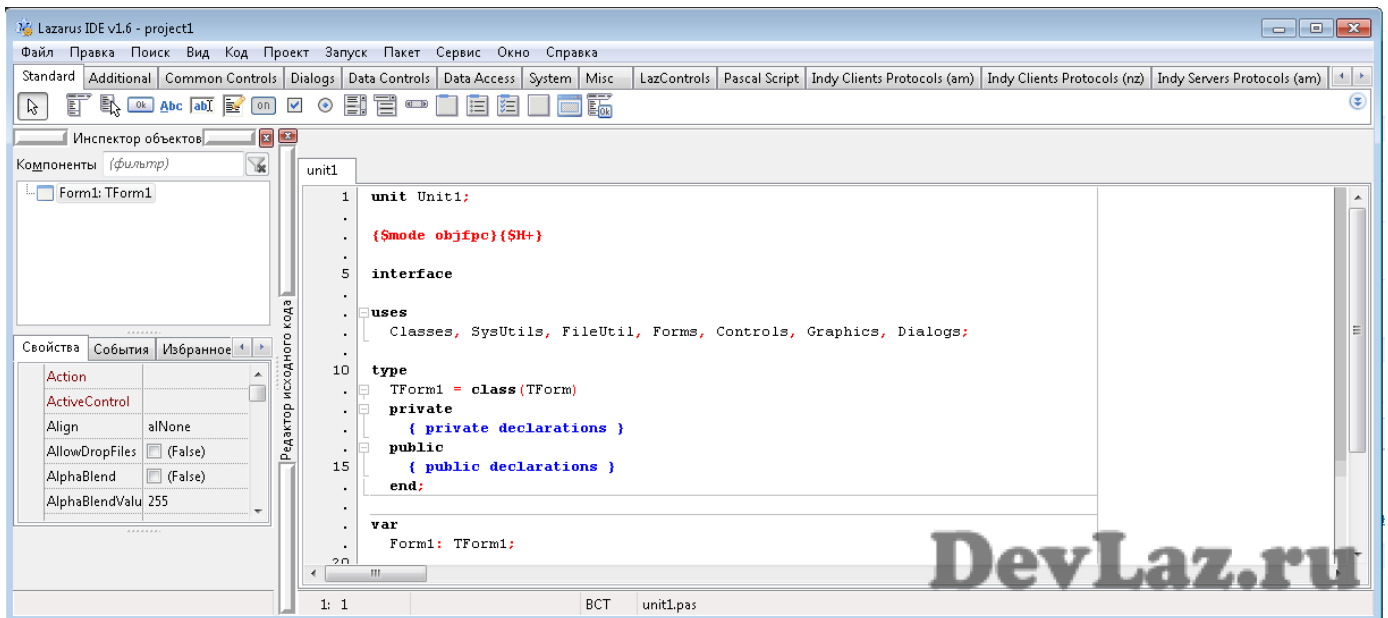 Lazarus IDE v1.6 - project1
Файл Правка Поиск Вид Код Проект Запуск Пакет Сервис Окно Справка
Standard Additional Common Controls Dialogs Data Controls Data Access System Misc LazControls Pascal Script Indy Clients Protocols (am) Indy Clients Protocols (nz) Indy Servers Protocols (am)
Ok Abc abI on Ok
Инспектор объектов
Компоненты (фильтр)
Form1: TForm1
Свойства События Избранное
Action
ActiveControl
Align alNone
AllowDropFiles (False)
AlphaBlend (False)
AlphaBlendValu 255
Редактор исходного кода
unit1
1 unit Unit1;
.
. {$mode objfpc}{$H+}
.
5 interface
.
. uses
. Classes, SysUtils, FileUtil, Forms, Controls, Graphics, Dialogs;
.
10 type
. TForm1 = class(TForm)
. private
. { private declarations }
. public
15 { public declarations }
. end;
.
. var
. Form1: TForm1;
20
1: 1 ВСТ unit1.pas
DevLaz.ru